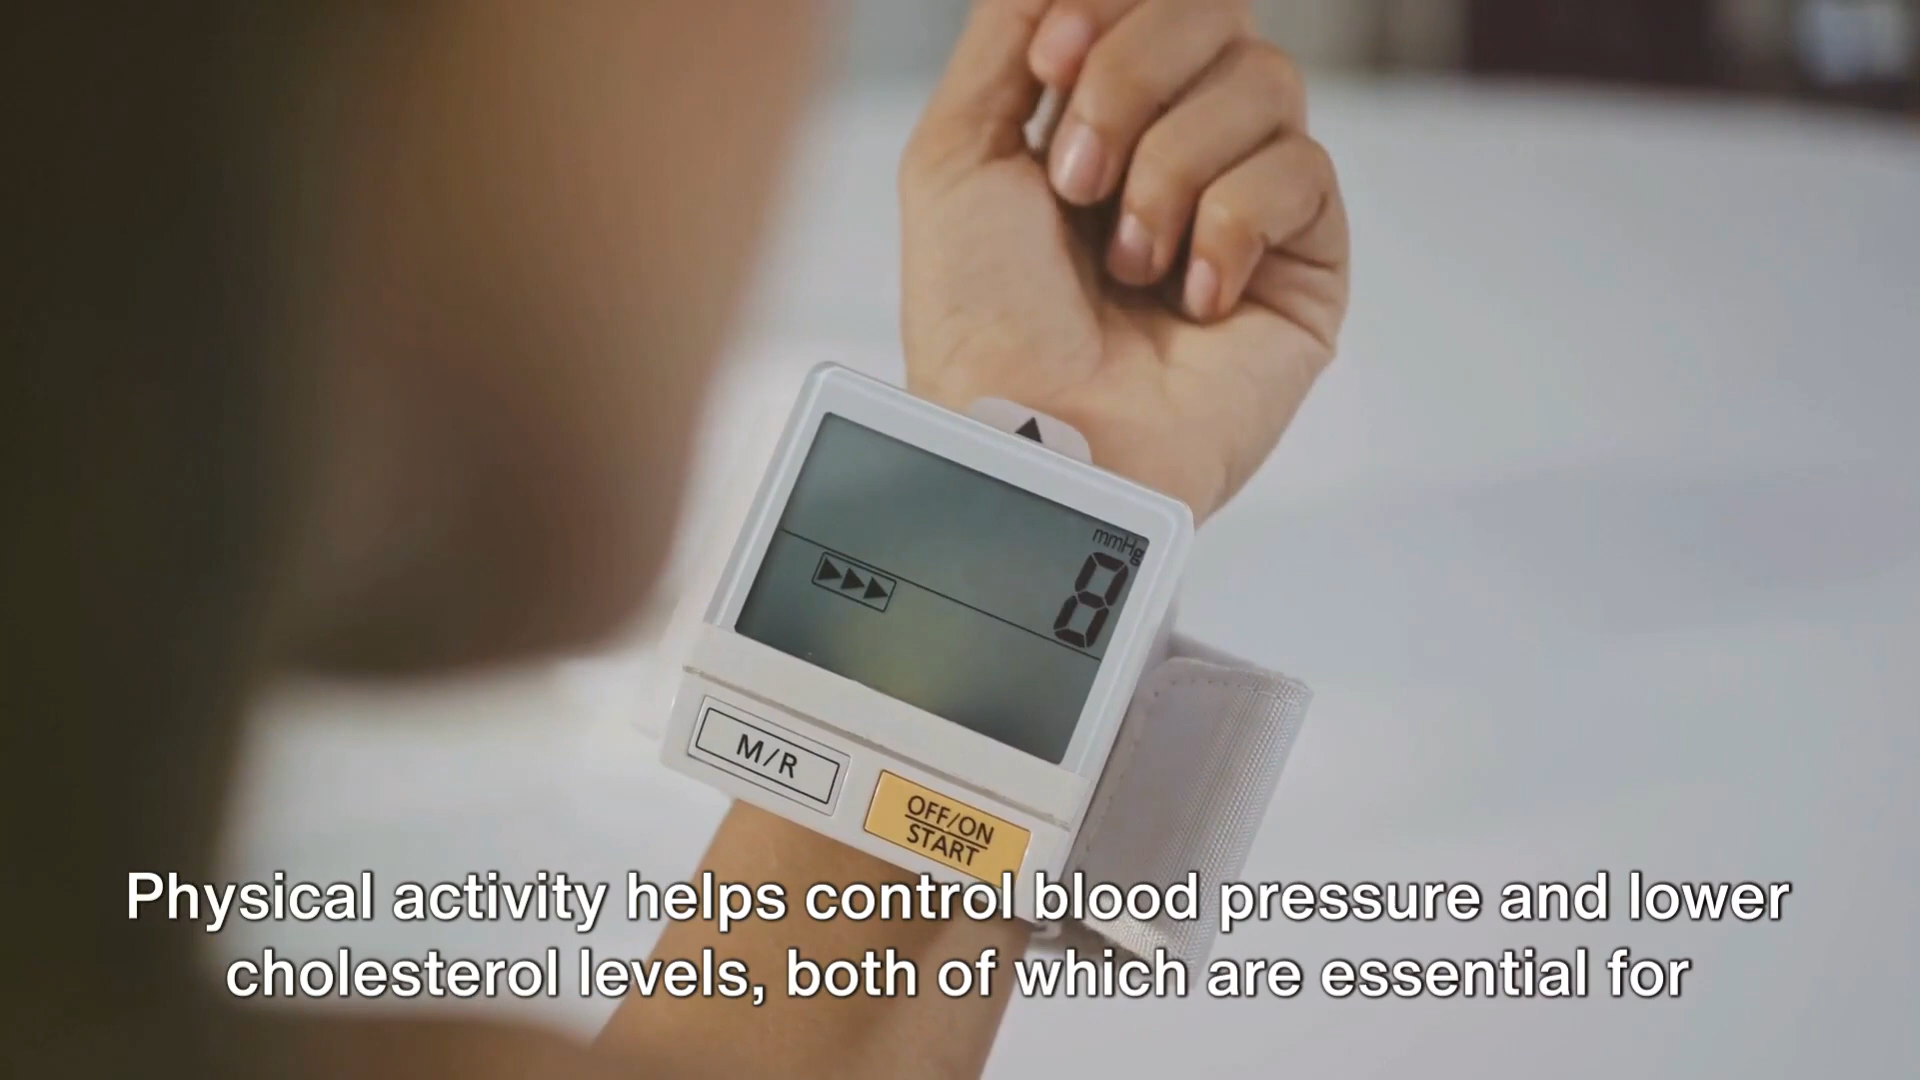 mmHg
8
M/R
OFF/ON
START
Physical activity helps control blood pressure and lower
cholesterol levels, both of which are essential for